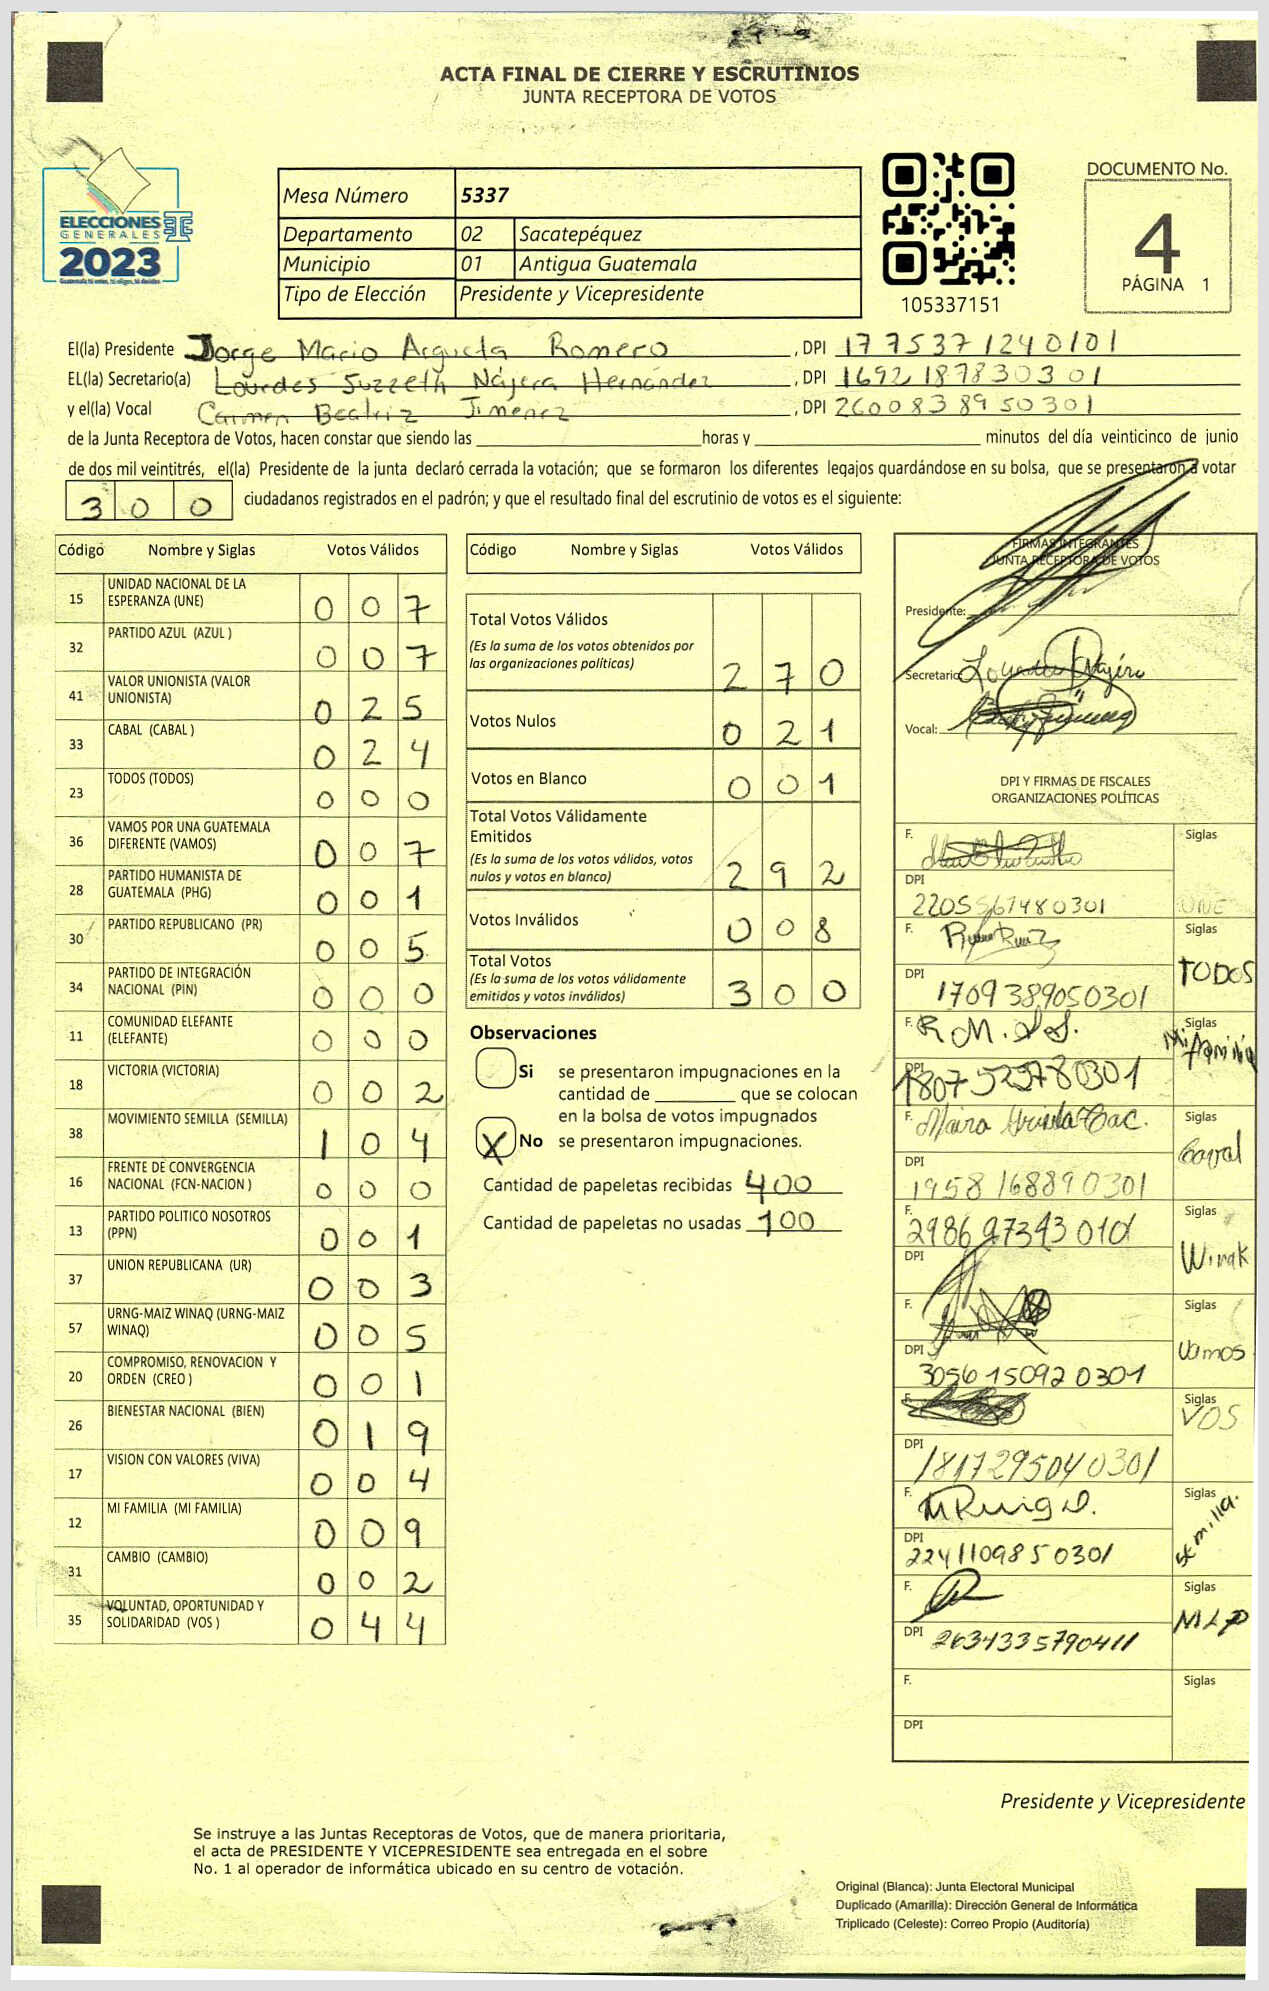 ACTA FINAL DE CIERRE Y ESCRUTINIOS
JUNTA RECEPTORA DE VOTOS
ELECCIONES
GENERALES
2023
Guatemala tú votas, tú eliges, tú decides
Mesa Número 5337
Departamento 02 Sacatepéquez
Municipio 01 Antigua Guatemala
Tipo de Elección Presidente y Vicepresidente
105337151
DOCUMENTO No.
4
PÁGINA 1
El(la) Presidente Jorge Mario Argueta Romero, DPI 1775371240101
EL(la) Secretario(a) Lourdes Suzzeth Nájera Hernández, DPI 1692187830301
y el(la) Vocal Carmen Beatriz Jiménez, DPI 2600838950301
de la Junta Receptora de Votos, hacen constar que siendo las ____ horas y ____ minutos del día veinticinco de junio
de dos mil veintitrés, el(la) Presidente de la junta declaró cerrada la votación; que se formaron los diferentes legajos guardándose en su bolsa, que se presentaron a votar
300 ciudadanos registrados en el padrón; y que el resultado final del escrutinio de votos es el siguiente:
Código Nombre y Siglas Votos Válidos
15 UNIDAD NACIONAL DE LA ESPERANZA (UNE) 007
32 PARTIDO AZUL (AZUL ) 007
41 VALOR UNIONISTA (VALOR UNIONISTA) 025
33 CABAL (CABAL ) 024
23 TODOS (TODOS) 000
36 VAMOS POR UNA GUATEMALA DIFERENTE (VAMOS) 007
28 PARTIDO HUMANISTA DE GUATEMALA (PHG) 001
30 PARTIDO REPUBLICANO (PR) 005
34 PARTIDO DE INTEGRACIÓN NACIONAL (PIN) 000
11 COMUNIDAD ELEFANTE (ELEFANTE) 000
18 VICTORIA (VICTORIA) 002
38 MOVIMIENTO SEMILLA (SEMILLA) 104
16 FRENTE DE CONVERGENCIA NACIONAL (FCN-NACION ) 000
13 PARTIDO POLITICO NOSOTROS (PPN) 001
37 UNION REPUBLICANA (UR) 003
57 URNG-MAIZ WINAQ (URNG-MAIZ WINAQ) 005
20 COMPROMISO, RENOVACION Y ORDEN (CREO ) 001
26 BIENESTAR NACIONAL (BIEN) 019
17 VISION CON VALORES (VIVA) 004
12 MI FAMILIA (MI FAMILIA) 009
31 CAMBIO (CAMBIO) 002
35 VOLUNTAD, OPORTUNIDAD Y SOLIDARIDAD (VOS ) 044
Código Nombre y Siglas Votos Válidos
Total Votos Válidos
(Es la suma de los votos obtenidos por
las organizaciones políticas) 270
Votos Nulos 021
Votos en Blanco 001
Total Votos Válidamente
Emitidos
(Es la suma de los votos válidos, votos
nulos y votos en blanco) 292
Votos Inválidos 008
Total Votos
(Es la suma de los votos válidamente
emitidos y votos inválidos) 300
Observaciones
Si se presentaron impugnaciones en la
cantidad de ____ que se colocan
en la bolsa de votos impugnados
X No se presentaron impugnaciones.
Cantidad de papeletas recibidas 400
Cantidad de papeletas no usadas 100
FIRMAS INTEGRANTES
JUNTA RECEPTORA DE VOTOS
Presidente:
Secretario: Lourdes Nájera
Vocal:
DPI Y FIRMAS DE FISCALES
ORGANIZACIONES POLÍTICAS
F. Siglas UNE
DPI 2205567480301
F. Siglas TODOS
DPI 1709389050301
F. Siglas Mi familia
DPI 1807525780301
F. Siglas
DPI 1958168890301
F. 2986973430101 Siglas Winak
DPI
F. Siglas Vamos
DPI 3056150920301
F. Siglas VOS
DPI 1817295040301
F. Siglas Semilla.
DPI 2241109850301
F. Siglas MLP
DPI 2634335790411
F. Siglas
DPI
Presidente y Vicepresidente
Se instruye a las Juntas Receptoras de Votos, que de manera prioritaria,
el acta de PRESIDENTE Y VICEPRESIDENTE sea entregada en el sobre
No. 1 al operador de informática ubicado en su centro de votación.
Original (Blanca): Junta Electoral Municipal
Duplicado (Amarilla): Dirección General de Informática
Triplicado (Celeste): Correo Propio (Auditoría)